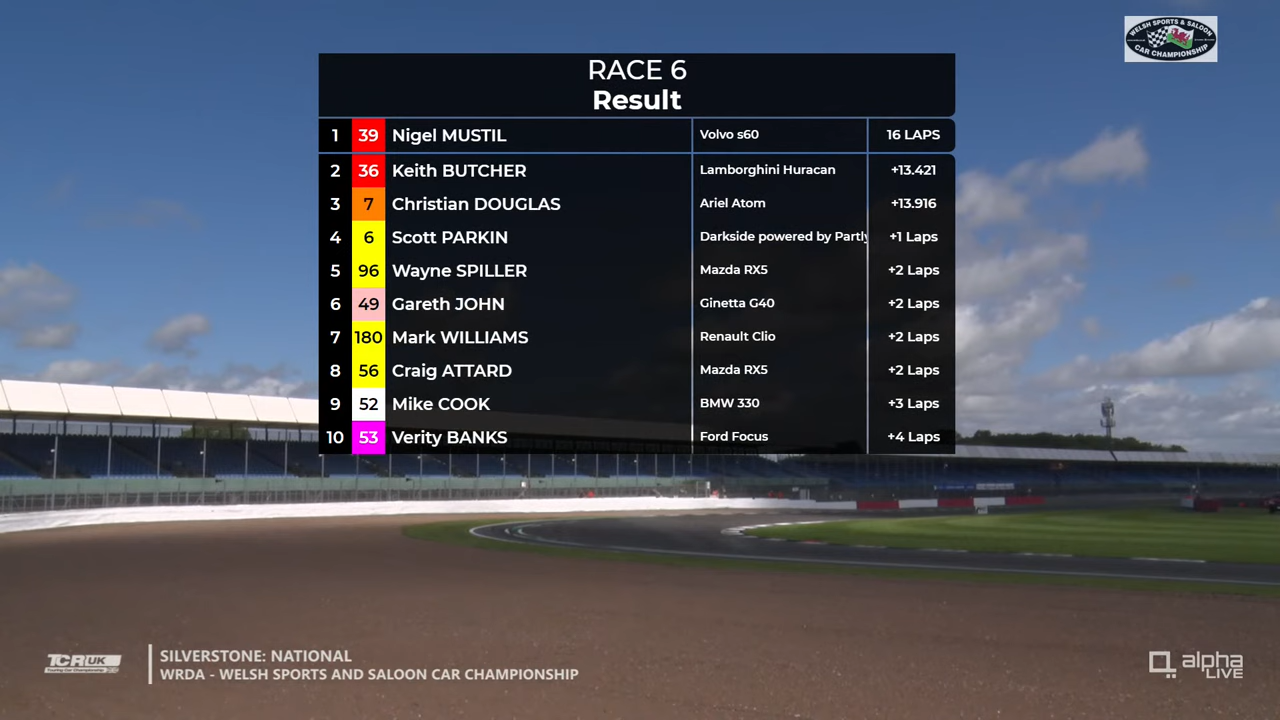 WELSH SPORTS & SALOON
CAR CHAMPIONSHIP
RACE 6
Result
1 39 Nigel MUSTIL Volvo s60 16 LAPS
2 36 Keith BUTCHER Lamborghini Huracan +13.421
3 7 Christian DOUGLAS Ariel Atom +13.916
4 6 Scott PARKIN Darkside powered by Partly +1 Laps
5 96 Wayne SPILLER Mazda RX5 +2 Laps
6 49 Gareth JOHN Ginetta G40 +2 Laps
7 180 Mark WILLIAMS Renault Clio +2 Laps
8 56 Craig ATTARD Mazda RX5 +2 Laps
9 52 Mike COOK BMW 330 +3 Laps
10 53 Verity BANKS Ford Focus +4 Laps
TCR UK
Touring Car Championship
SILVERSTONE: NATIONAL
WRDA - WELSH SPORTS AND SALOON CAR CHAMPIONSHIP
alpha
LIVE